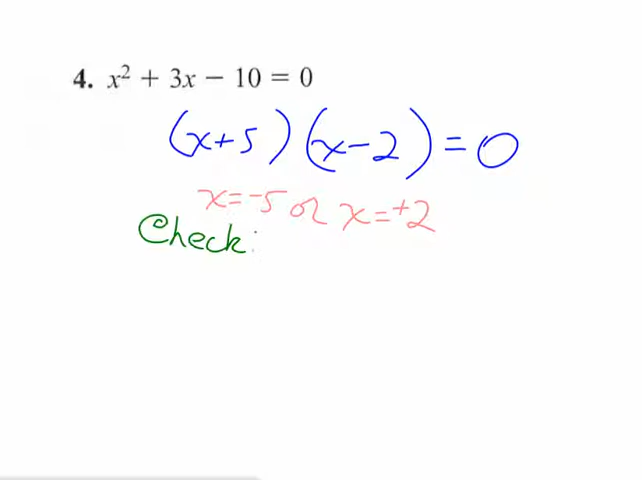 4. x² + 3x − 10 = 0
(x+5)(x-2)=0
x=-5 or x=+2
Check: